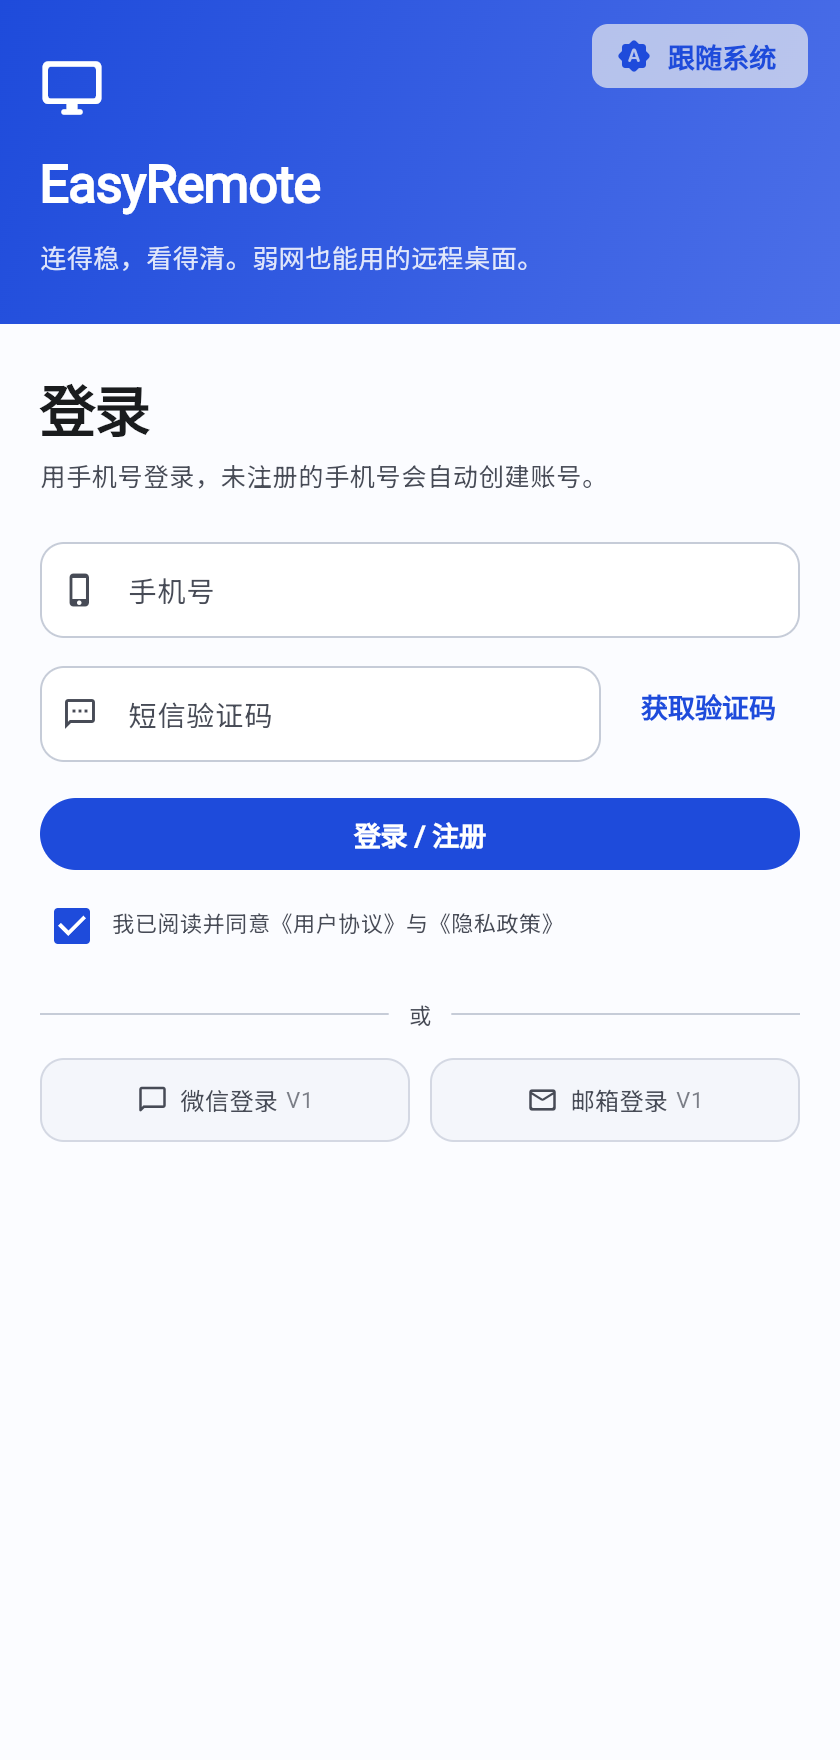 A 跟随系统
EasyRemote
连得稳，看得清。弱网也能用的远程桌面。
登录
用手机号登录，未注册的手机号会自动创建账号。
手机号
短信验证码
获取验证码
登录 / 注册
我已阅读并同意《用户协议》与《隐私政策》
或
微信登录 V1
邮箱登录 V1